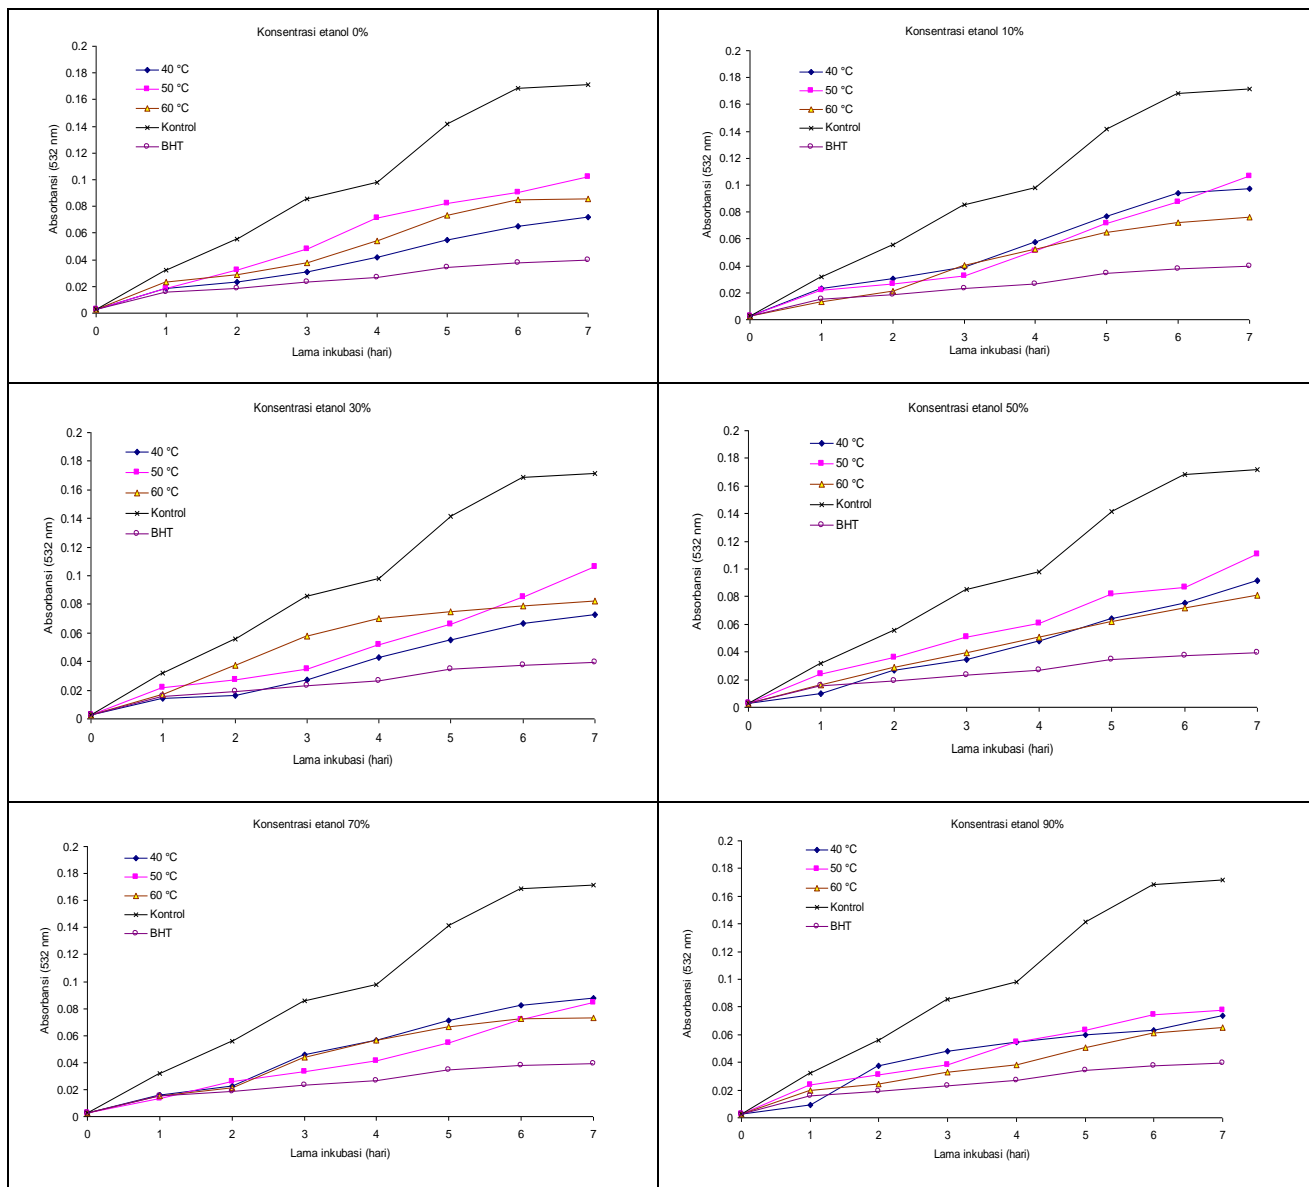 Konsentrasi etanol 0%
0.2
0.18
0.16
0.14
0.12
0.1
0.08
0.06
0.04
0.02
0
Absorbansi (532 nm)
40 °C
50 °C
60 °C
Kontrol
BHT
0 1 2 3 4 5 6 7
Lama inkubasi (hari)
Konsentrasi etanol 10%
0.2
0.18
0.16
0.14
0.12
0.1
0.08
0.06
0.04
0.02
0
Absorbansi (532 nm)
40 °C
50 °C
60 °C
Kontrol
BHT
0 1 2 3 4 5 6 7
Lama inkubasi (hari)
Konsentrasi etanol 30%
0.2
0.18
0.16
0.14
0.12
0.1
0.08
0.06
0.04
0.02
0
Absorbansi (532 nm)
40 °C
50 °C
60 °C
Kontrol
BHT
0 1 2 3 4 5 6 7
Lama inkubasi (hari)
Konsentrasi etanol 50%
0.2
0.18
0.16
0.14
0.12
0.1
0.08
0.06
0.04
0.02
0
Absorbansi (532 nm)
40 °C
50 °C
60 °C
Kontrol
BHT
0 1 2 3 4 5 6 7
Lama inkubasi (hari)
Konsentrasi etanol 70%
0.2
0.18
0.16
0.14
0.12
0.1
0.08
0.06
0.04
0.02
0
Absorbansi (532 nm)
40 °C
50 °C
60 °C
Kontrol
BHT
0 1 2 3 4 5 6 7
Lama inkubasi (hari)
Konsentrasi etanol 90%
0.2
0.18
0.16
0.14
0.12
0.1
0.08
0.06
0.04
0.02
0
Absorbansi (532 nm)
40 °C
50 °C
60 °C
Kontrol
BHT
0 1 2 3 4 5 6 7
Lama inkubasi (hari)